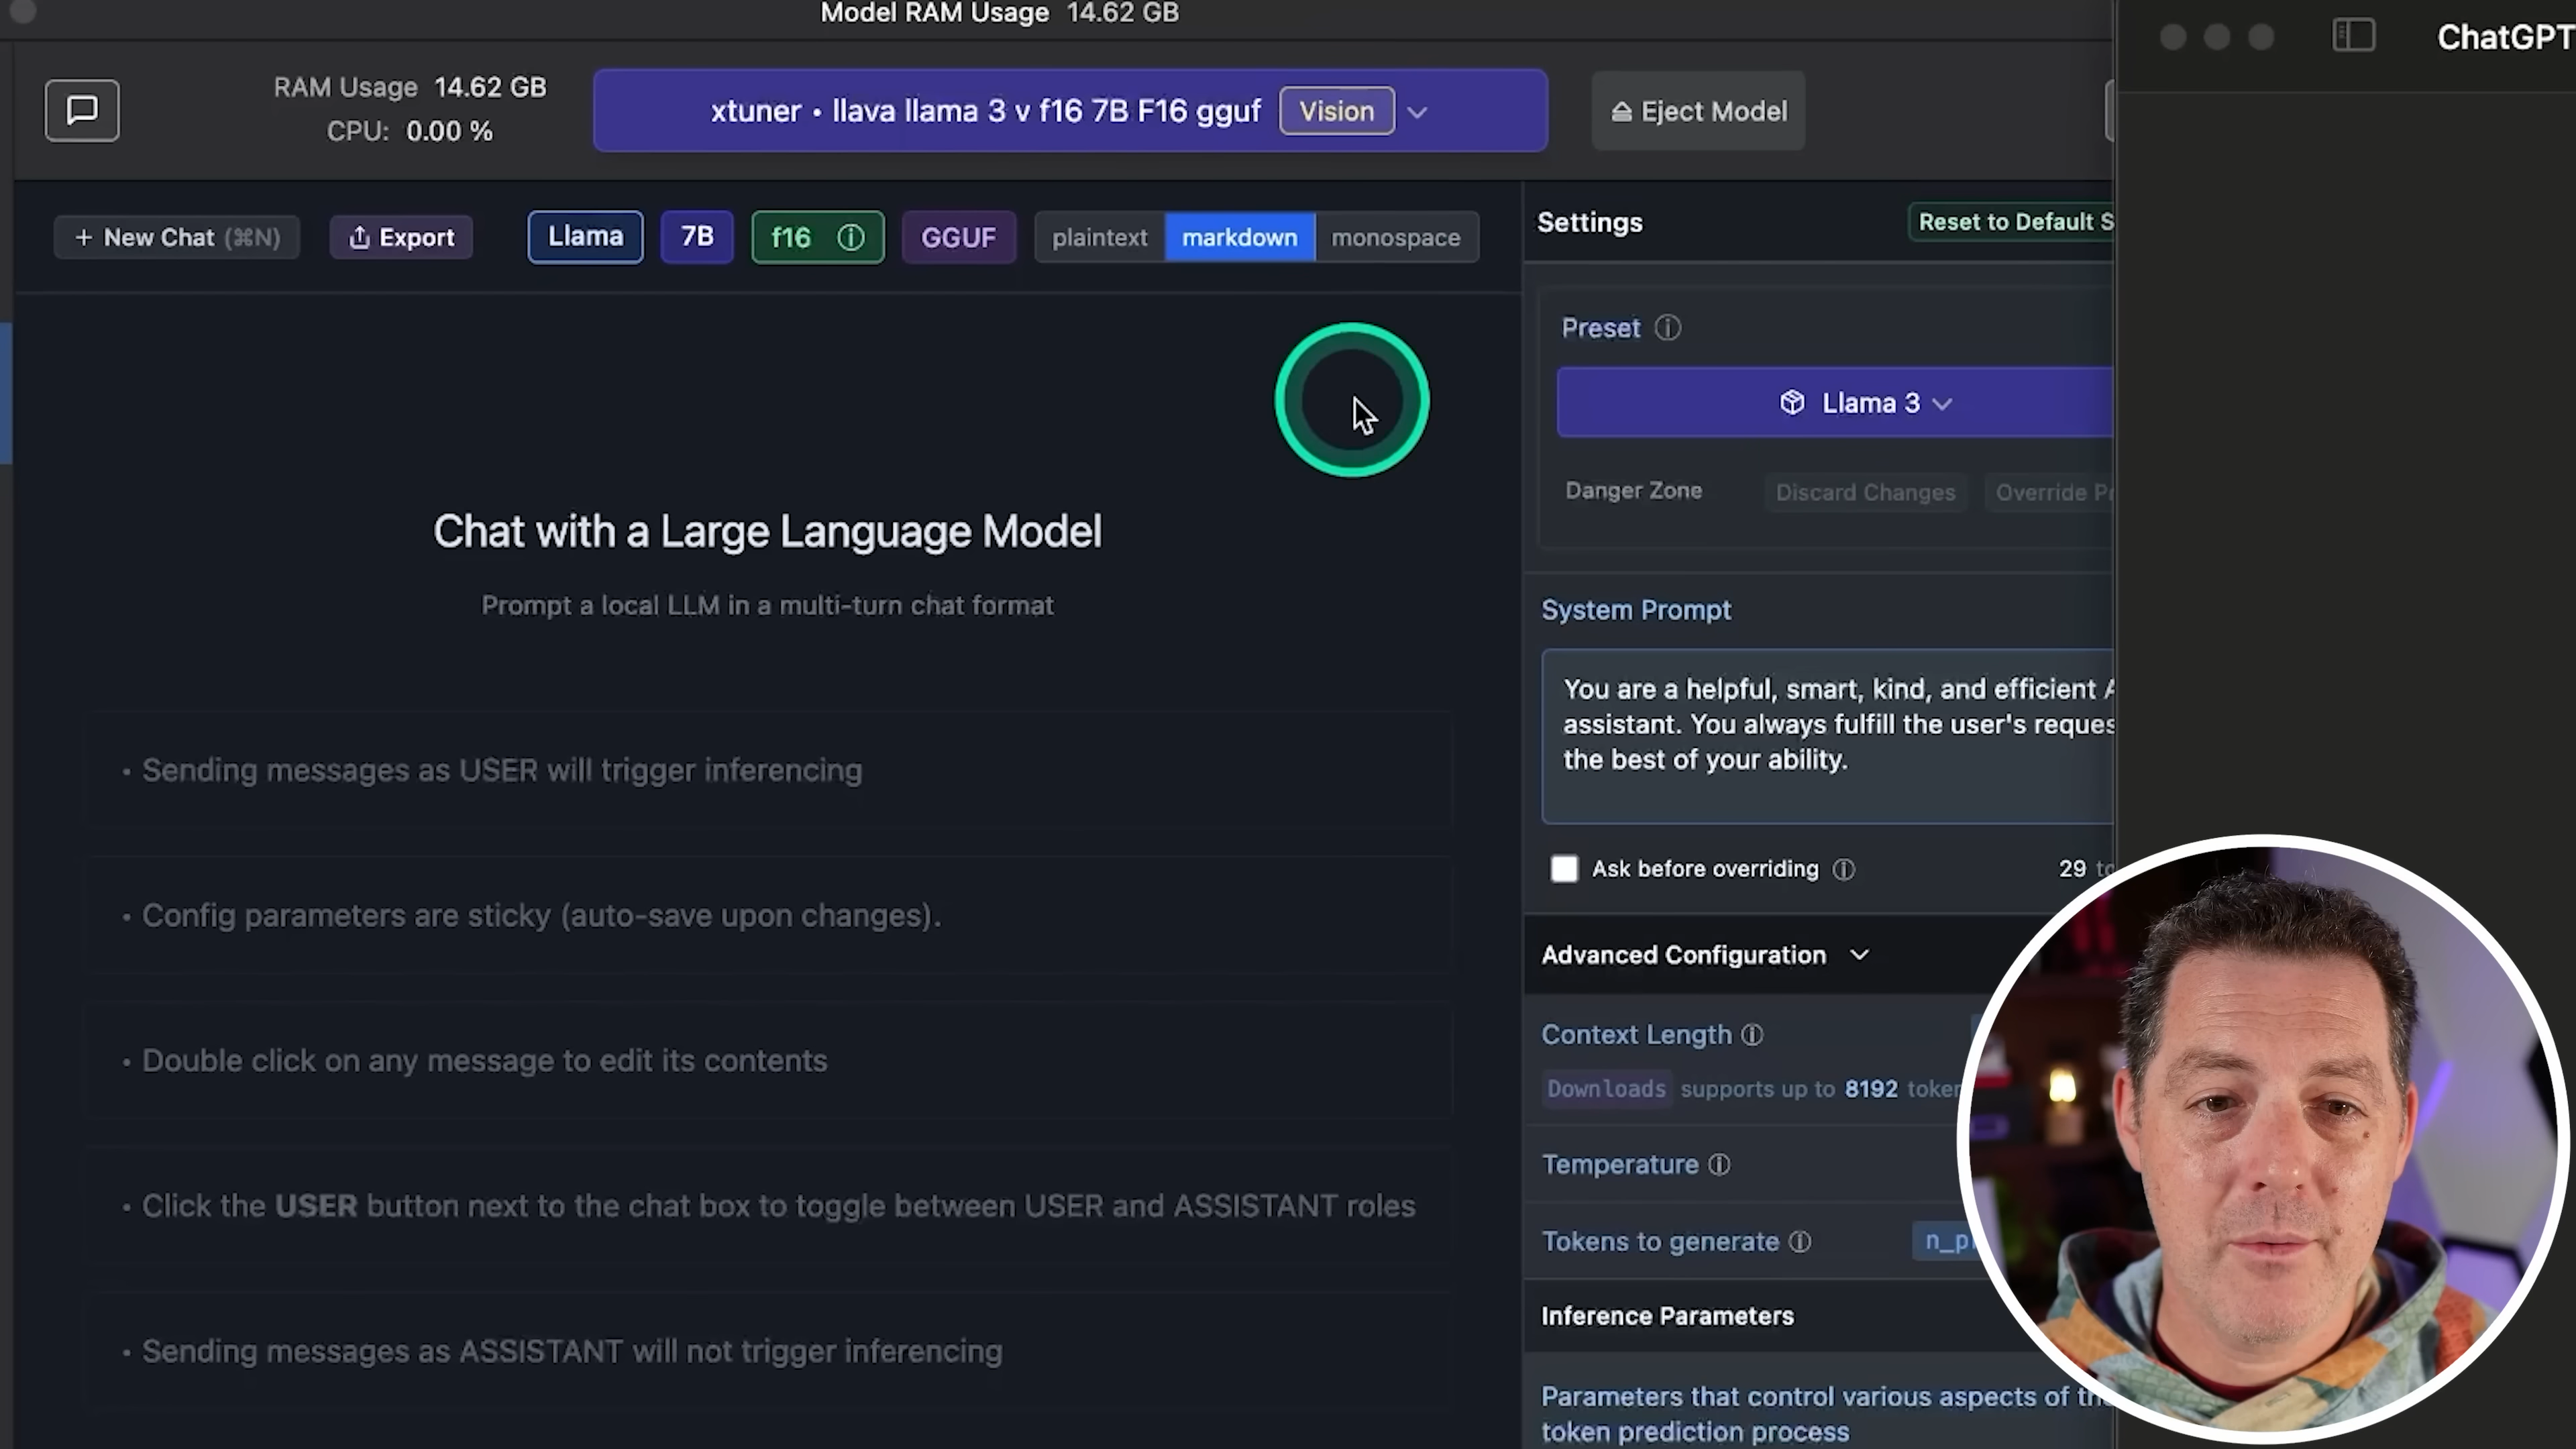 Model RAM Usage 14.62 GB
RAM Usage 14.62 GB
CPU: 0.00 %
xtuner • llava llama 3 v f16 7B F16 gguf Vision
Eject Model
ChatGPT
+ New Chat (⌘N)
Export
Llama
7B
f16
GGUF
plaintext
markdown
monospace
Settings
Reset to Default S
Preset
Llama 3
Danger Zone
Discard Changes
Override Pr
Chat with a Large Language Model
Prompt a local LLM in a multi-turn chat format
• Sending messages as USER will trigger inferencing
• Config parameters are sticky (auto-save upon changes).
• Double click on any message to edit its contents
• Click the USER button next to the chat box to toggle between USER and ASSISTANT roles
• Sending messages as ASSISTANT will not trigger inferencing
System Prompt
You are a helpful, smart, kind, and efficient A
assistant. You always fulfill the user's reques
the best of your ability.
Ask before overriding
29 to
Advanced Configuration
Context Length
Downloads supports up to 8192 token
Temperature
Tokens to generate
n_p
Inference Parameters
Parameters that control various aspects of the
token prediction process